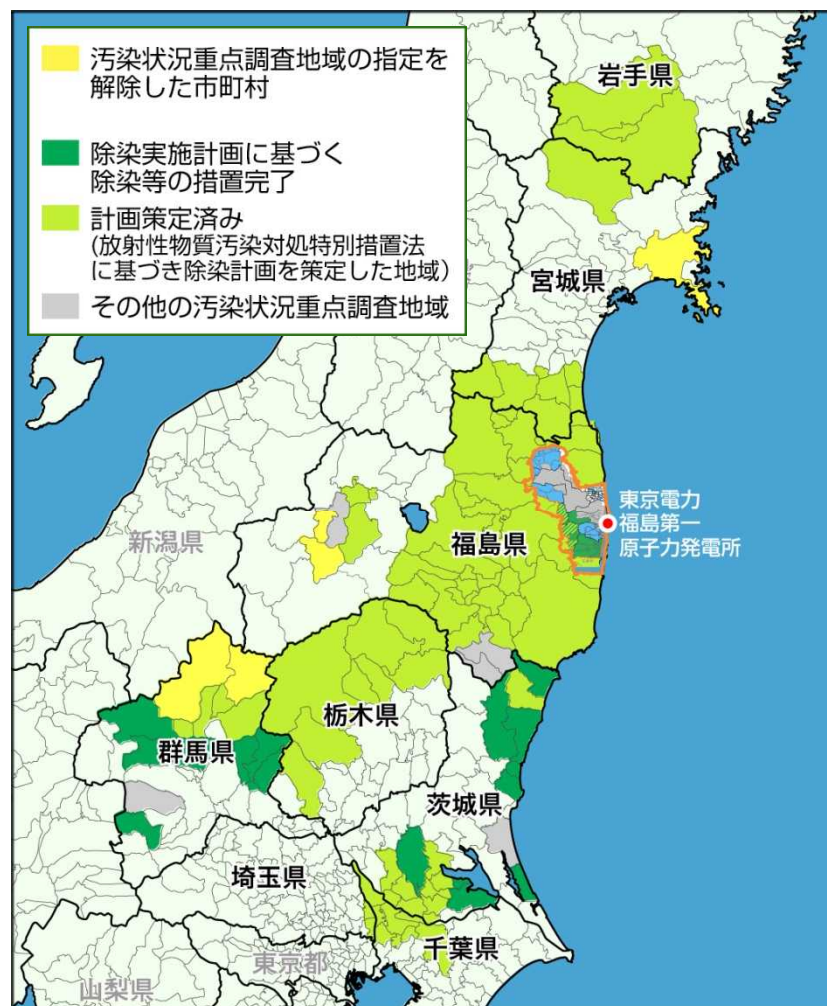 汚染状況重点調査地域の指定を
解除した市町村
除染実施計画に基づく
除染等の措置完了
計画策定済み
(放射性物質汚染対処特別措置法
に基づき除染計画を策定した地域)
その他の汚染状況重点調査地域
岩手県
宮城県
東京電力
福島第一
原子力発電所
新潟県
福島県
栃木県
群馬県
茨城県
埼玉県
千葉県
東京都
山梨県